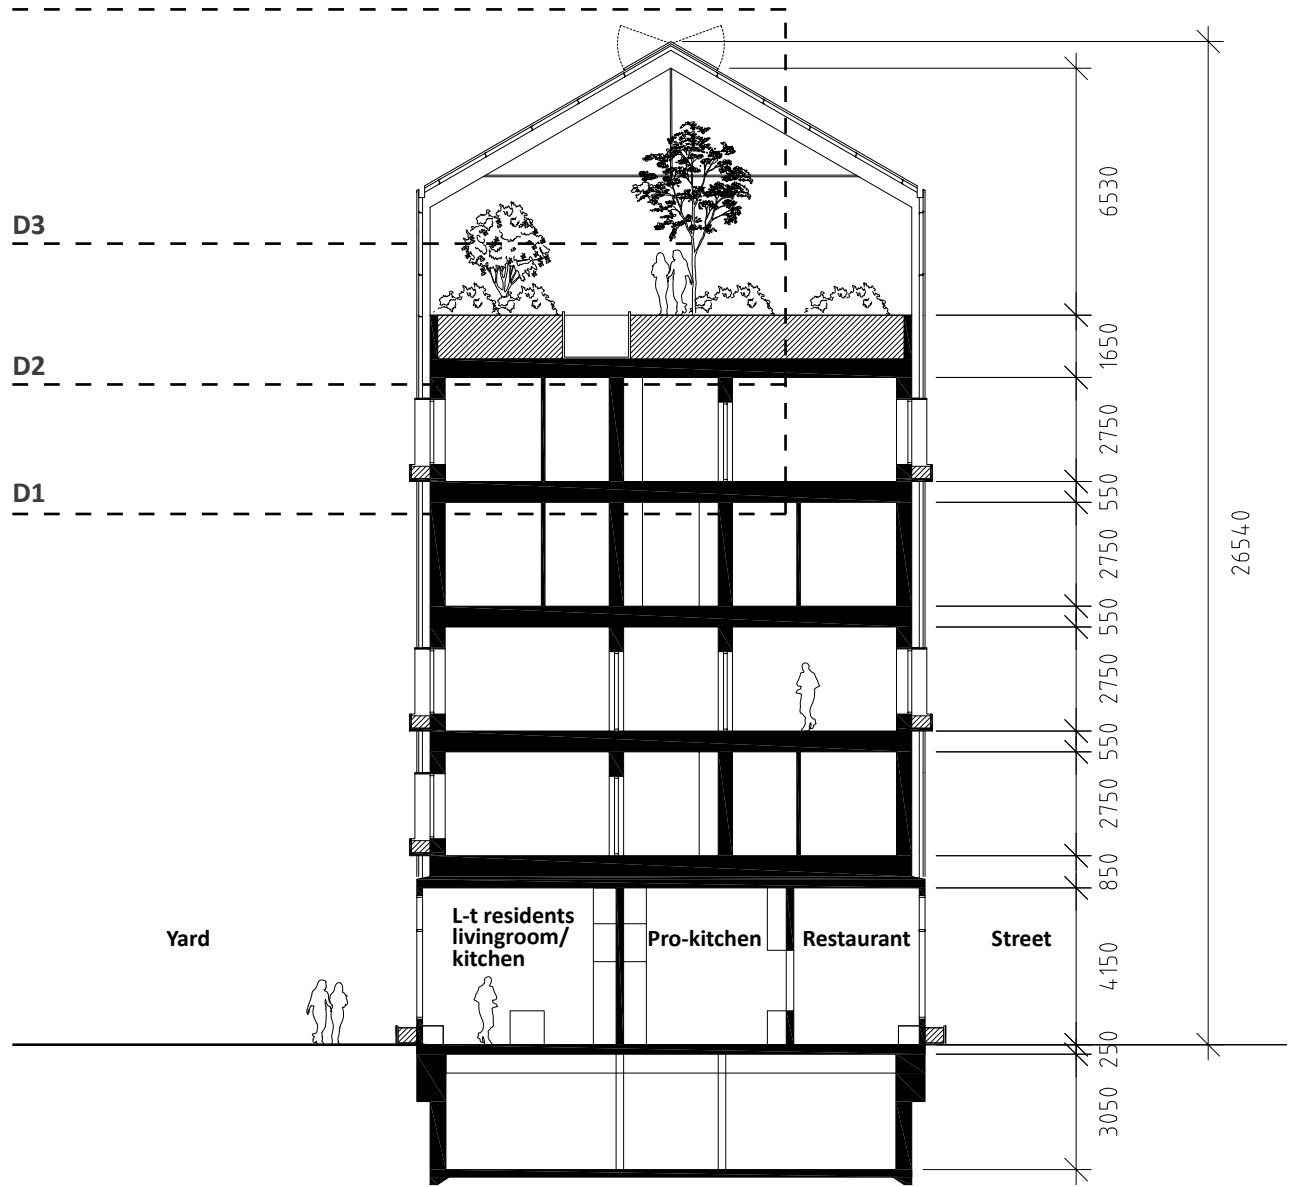 6530
D3
1650
D2
2750
D1
550
2750
26540
550
2750
550
2750
850
L-t residents
livingroom/
kitchen
Yard
Pro-kitchen
Restaurant
Street
4150
250
3050